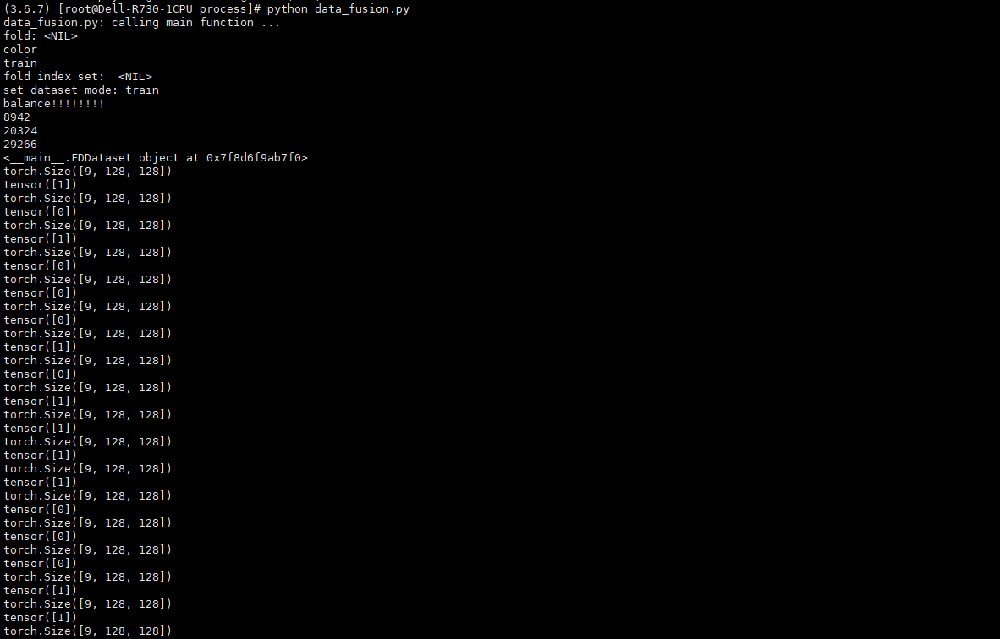 (3.6.7) [root@Dell-R730-1CPU process]# python data_fusion.py
data_fusion.py: calling main function ...
fold: <NIL>
color
train
fold index set:  <NIL>
set dataset mode: train
balance!!!!!!!!
8942
20324
29266
<__main__.FDDataset object at 0x7f8d6f9ab7f0>
torch.Size([9, 128, 128])
tensor([1])
torch.Size([9, 128, 128])
tensor([0])
torch.Size([9, 128, 128])
tensor([1])
torch.Size([9, 128, 128])
tensor([0])
torch.Size([9, 128, 128])
tensor([0])
torch.Size([9, 128, 128])
tensor([0])
torch.Size([9, 128, 128])
tensor([1])
torch.Size([9, 128, 128])
tensor([0])
torch.Size([9, 128, 128])
tensor([1])
torch.Size([9, 128, 128])
tensor([1])
torch.Size([9, 128, 128])
tensor([1])
torch.Size([9, 128, 128])
tensor([1])
torch.Size([9, 128, 128])
tensor([0])
torch.Size([9, 128, 128])
tensor([0])
torch.Size([9, 128, 128])
tensor([0])
torch.Size([9, 128, 128])
tensor([1])
torch.Size([9, 128, 128])
tensor([1])
torch.Size([9, 128, 128])